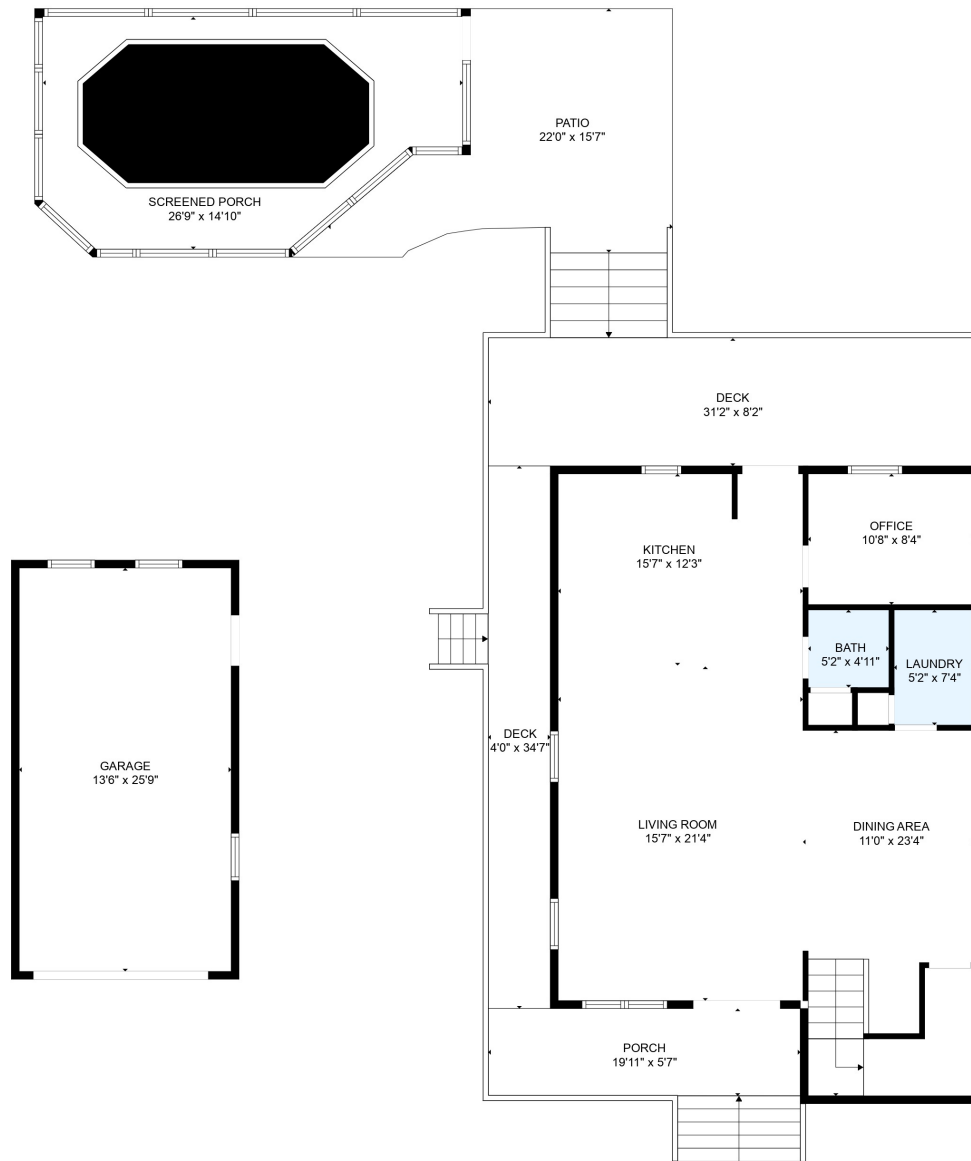 PATIO
22'0" x 15'7"
SCREENED PORCH
26'9" x 14'10"
DECK
31'2" x 8'2"
OFFICE
10'8" x 8'4"
KITCHEN
15'7" x 12'3"
BATH
5'2" x 4'11"
LAUNDRY
5'2" x 7'4"
DECK
4'0" x 34'7"
GARAGE
13'6" x 25'9"
LIVING ROOM
15'7" x 21'4"
DINING AREA
11'0" x 23'4"
PORCH
19'11" x 5'7"